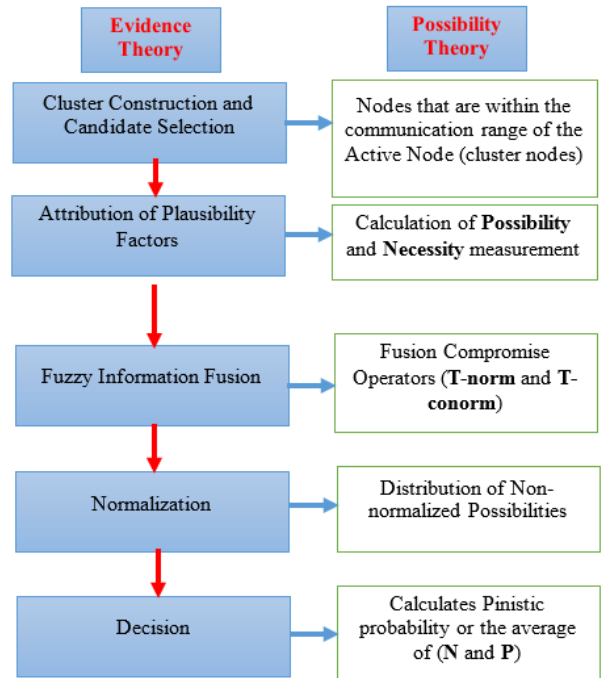 Evidence
Theory
Possibility
Theory
Cluster Construction and
Candidate Selection
Nodes that are within the
communication range of the
Active Node (cluster nodes)
Attribution of Plausibility
Factors
Calculation of Possibility
and Necessity measurement
Fuzzy Information Fusion
Fusion Compromise
Operators (T-norm and T-
conorm)
Normalization
Distribution of Non-
normalized Possibilities
Decision
Calculates Pinistic
probability or the average
of (N and P)